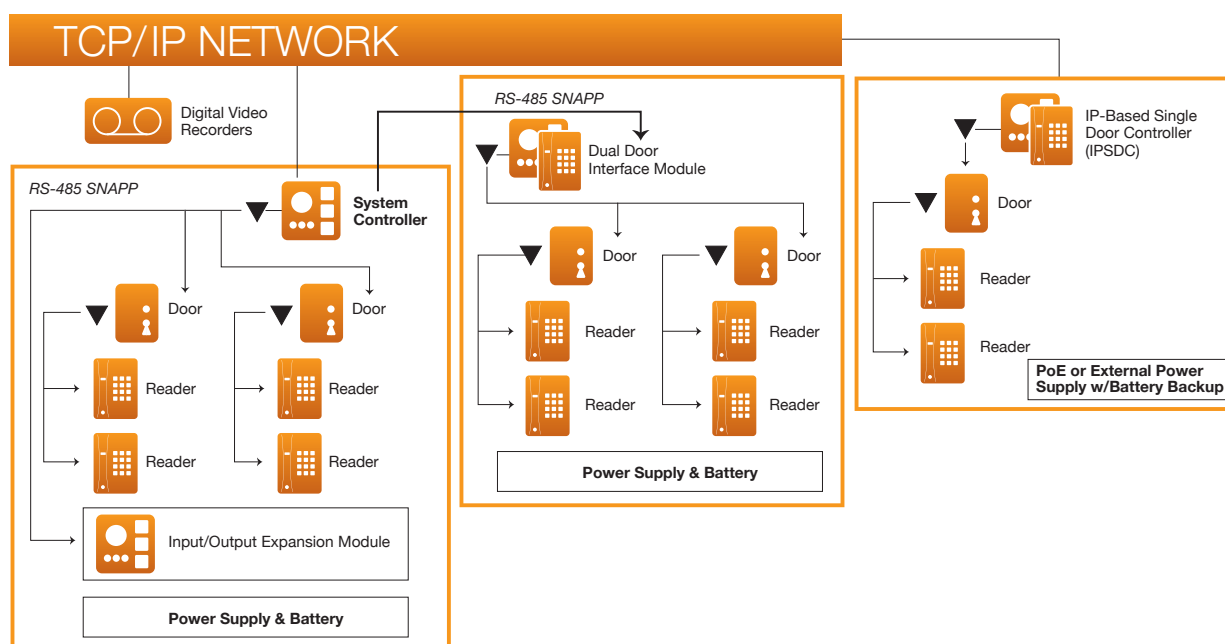 TCP/IP NETWORK
Digital Video
Recorders
RS-485 SNAPP
System
Controller
Door
Door
Reader
Reader
Reader
Reader
Input/Output Expansion Module
Power Supply & Battery
RS-485 SNAPP
Dual Door
Interface Module
Door
Door
Reader
Reader
Reader
Reader
Power Supply & Battery
IP-Based Single
Door Controller
(IPSDC)
Door
Reader
Reader
PoE or External Power
Supply w/Battery Backup